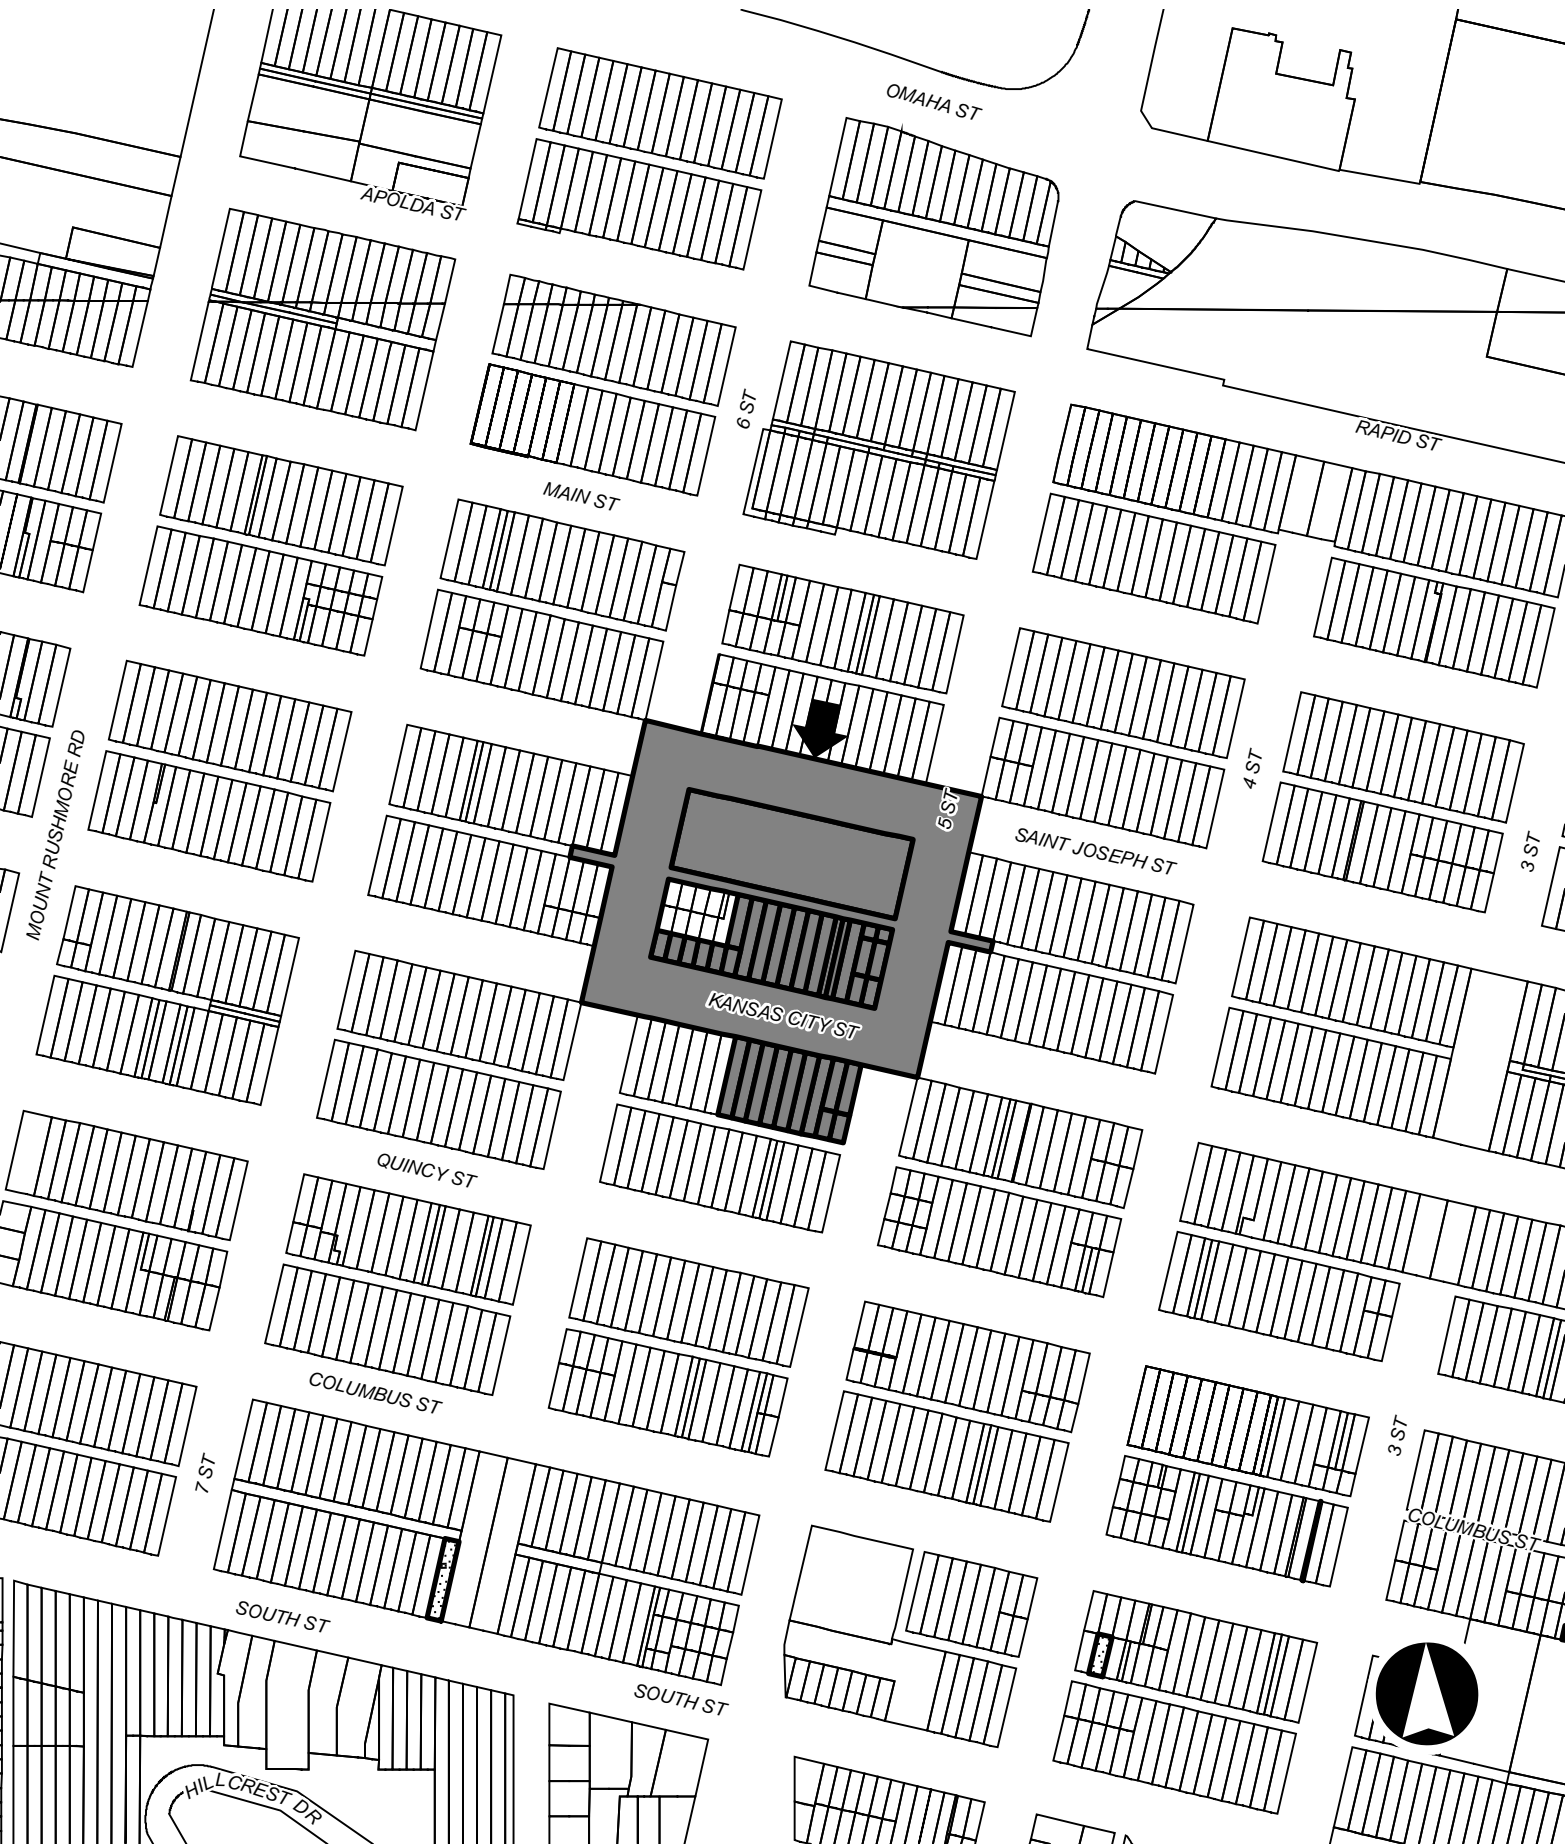 OMAHA ST
APOLDA ST
6 ST
RAPID ST
MAIN ST
4 ST
5 ST
MOUNT RUSHMORE RD
SAINT JOSEPH ST
3 ST
KANSAS CITY ST
QUINCY ST
COLUMBUS ST
3 ST
7 ST
COLUMBUS ST
SOUTH ST
SOUTH ST
HILLCREST DR